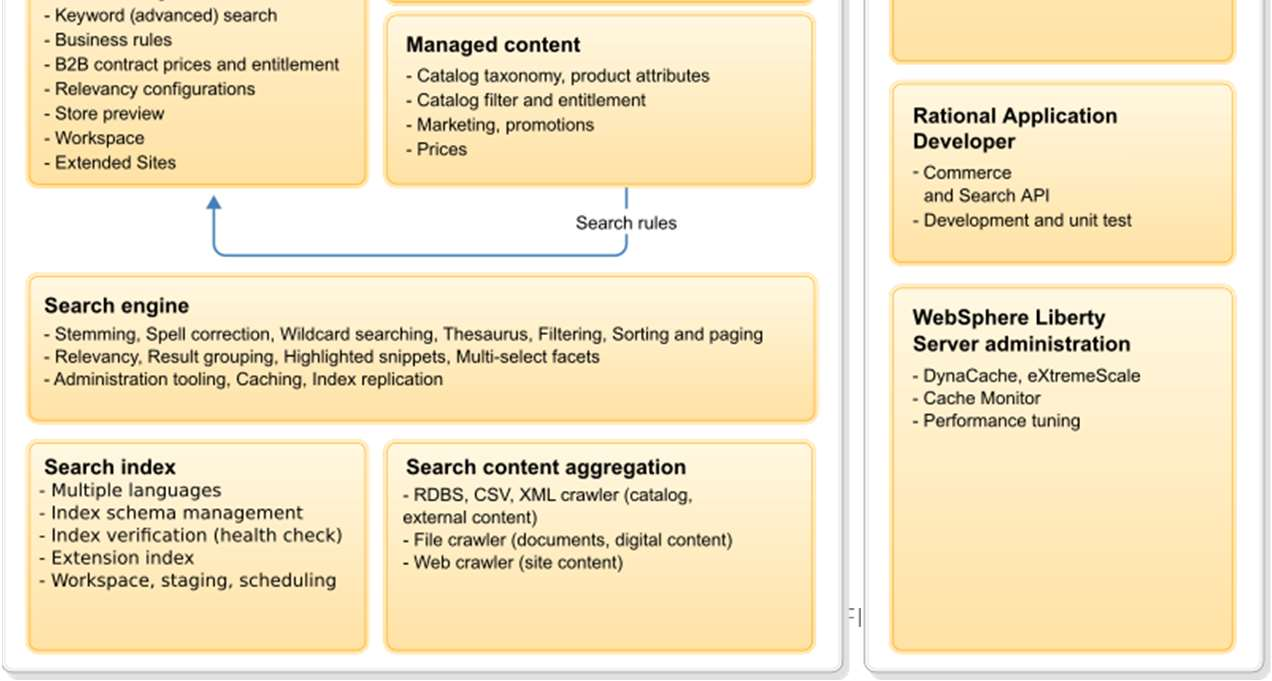 - Keyword (advanced) search
- Business rules
- B2B contract prices and entitlement
- Relevancy configurations
- Store preview
- Workspace
- Extended Sites
Managed content
- Catalog taxonomy, product attributes
- Catalog filter and entitlement
- Marketing, promotions
- Prices
Search rules
Search engine
- Stemming, Spell correction, Wildcard searching, Thesaurus, Filtering, Sorting and paging
- Relevancy, Result grouping, Highlighted snippets, Multi-select facets
- Administration tooling, Caching, Index replication
Search index
- Multiple languages
- Index schema management
- Index verification (health check)
- Extension index
- Workspace, staging, scheduling
Search content aggregation
- RDBS, CSV, XML crawler (catalog,
external content)
- File crawler (documents, digital content)
- Web crawler (site content)
Rational Application
Developer
- Commerce
and Search API
- Development and unit test
WebSphere Liberty
Server administration
- DynaCache, eXtremeScale
- Cache Monitor
- Performance tuning